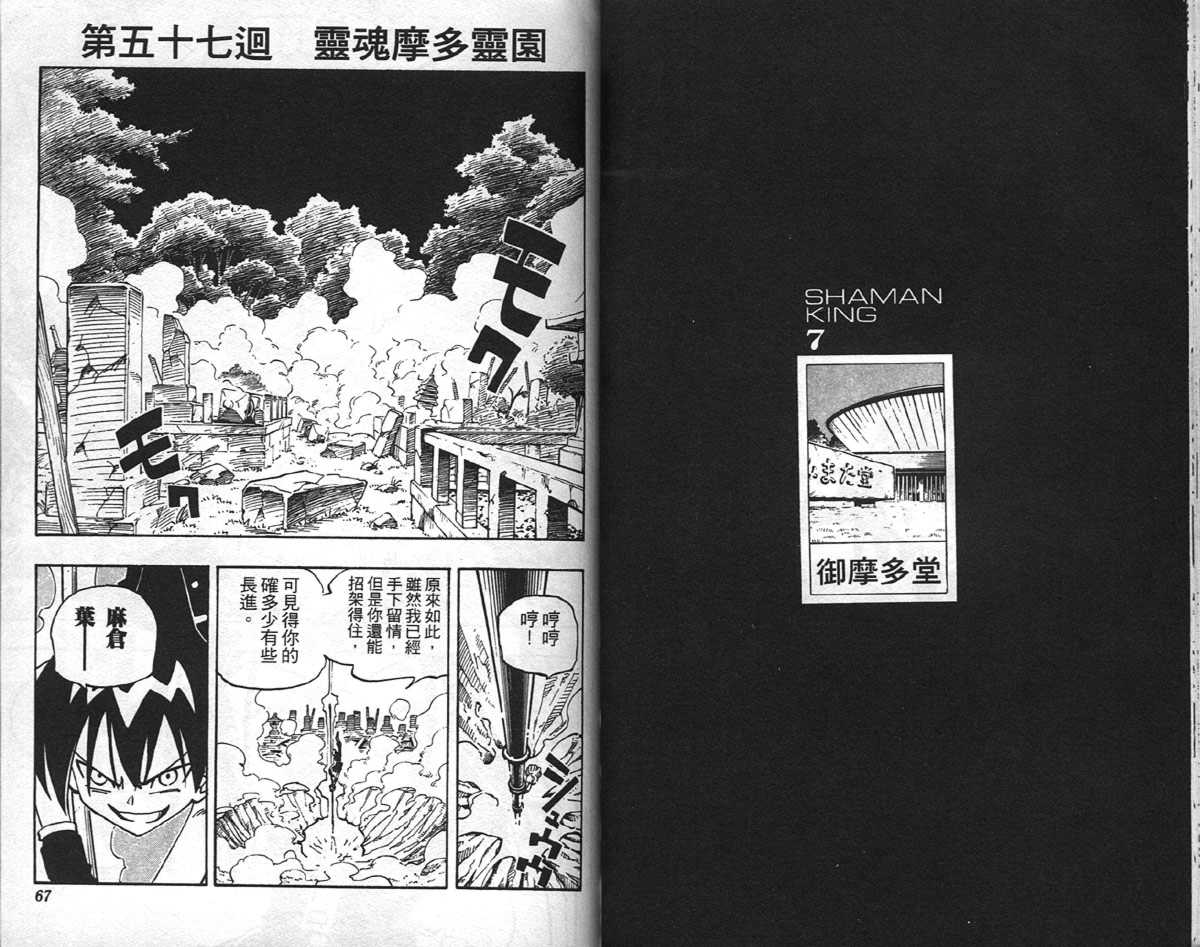 SHAMAN
KING
7
いまた堂
御摩多堂
第五十七迴　靈魂摩多靈園
モク
モク
哼哼
哼！
シュウウウ
原來如此，
雖然我已經
手下留情，
但是你還能
招架得住，
可見得你的
確多少有些
長進。
麻倉
葉——
67